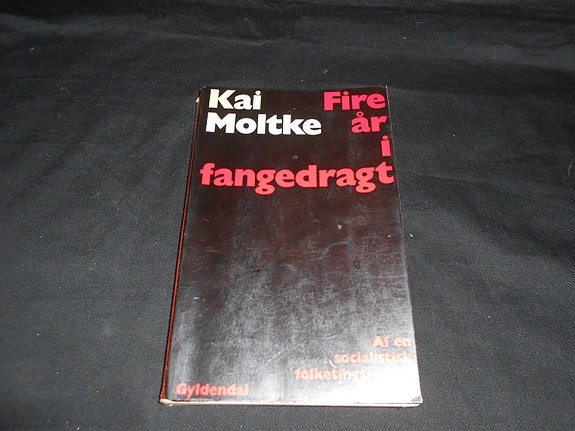 Kai Fire
Moltke år
i
fangedragt
Af en
socialistisk
Gyldendal